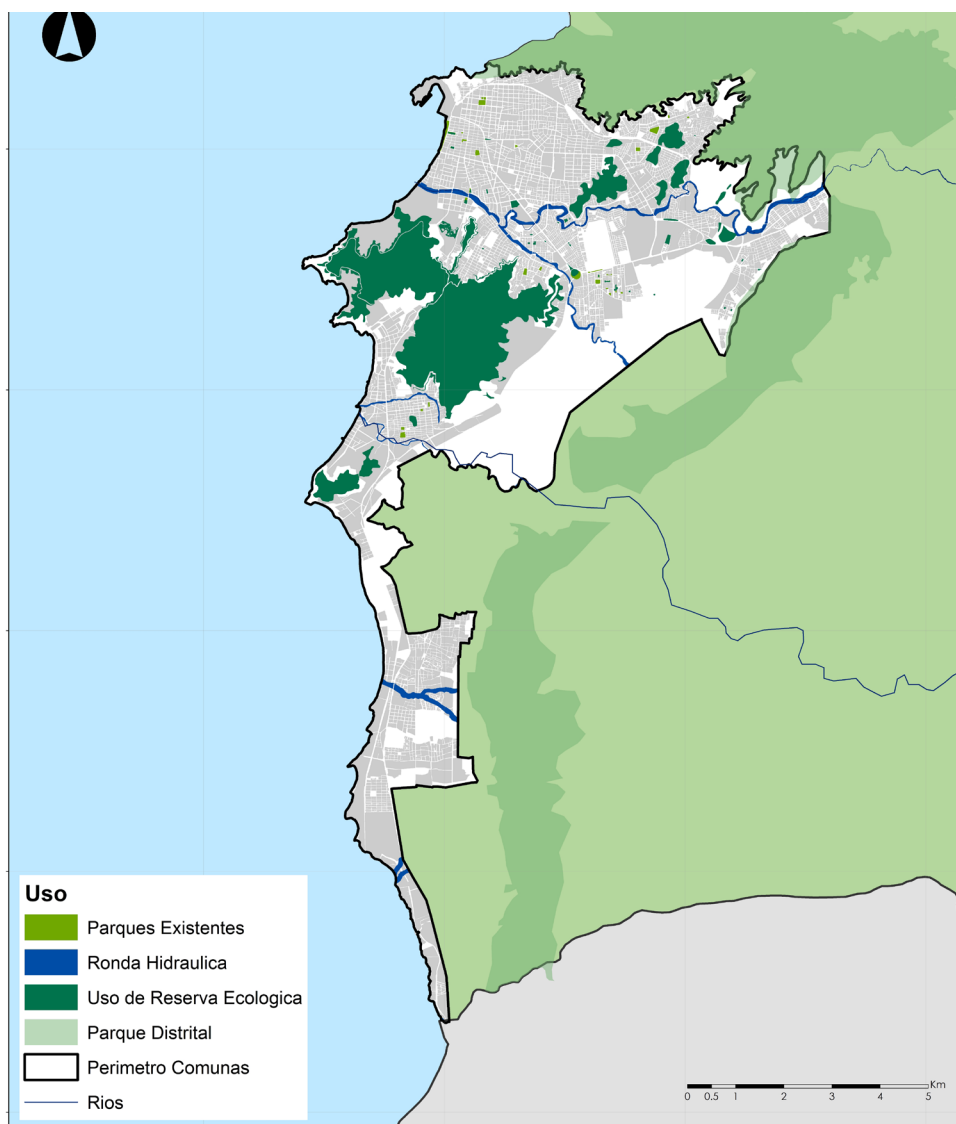 Uso
Parques Existentes
Ronda Hidraulica
Uso de Reserva Ecologica
Parque Distrital
Perimetro Comunas
Rios
Km
0 0.5 1 2 3 4 5